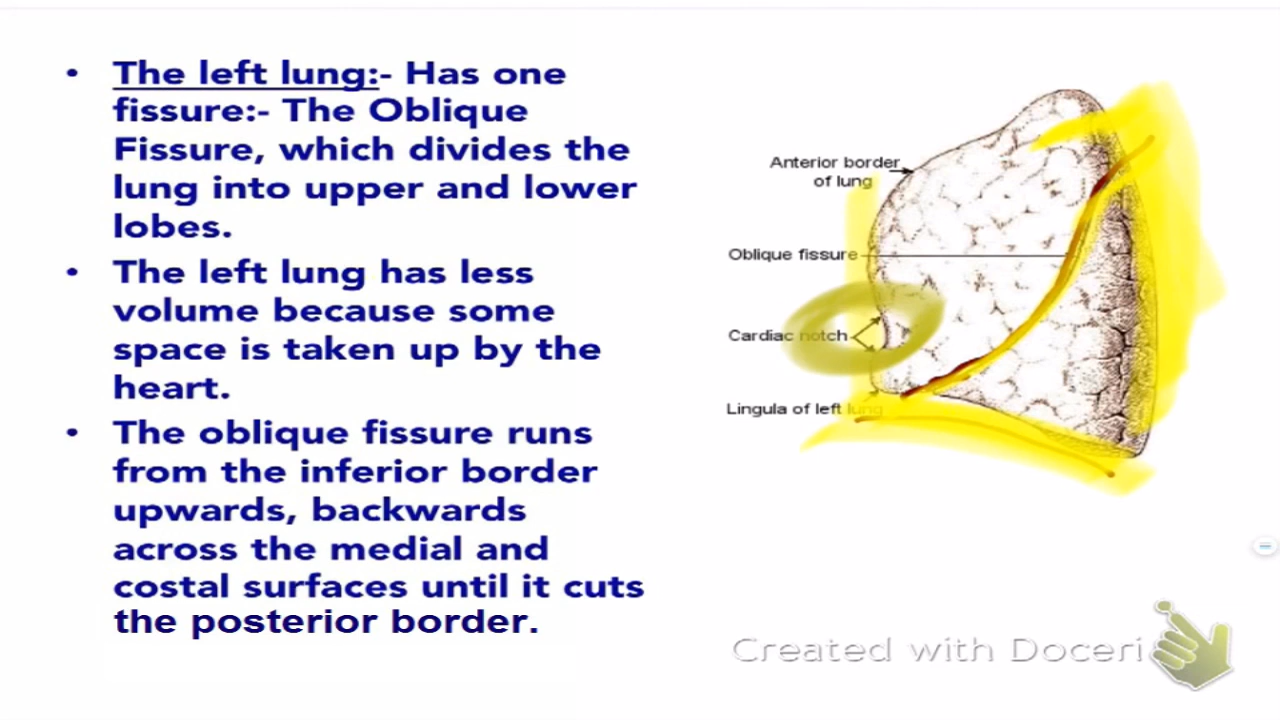 • The left lung:- Has one
fissure:- The Oblique
Fissure, which divides the
lung into upper and lower
lobes.
• The left lung has less
volume because some
space is taken up by the
heart.
• The oblique fissure runs
from the inferior border
upwards, backwards
across the medial and
costal surfaces until it cuts
the posterior border.
Anterior border
of lung
Oblique fissure
Cardiac notch
Lingula of left lung
Created with Doceri